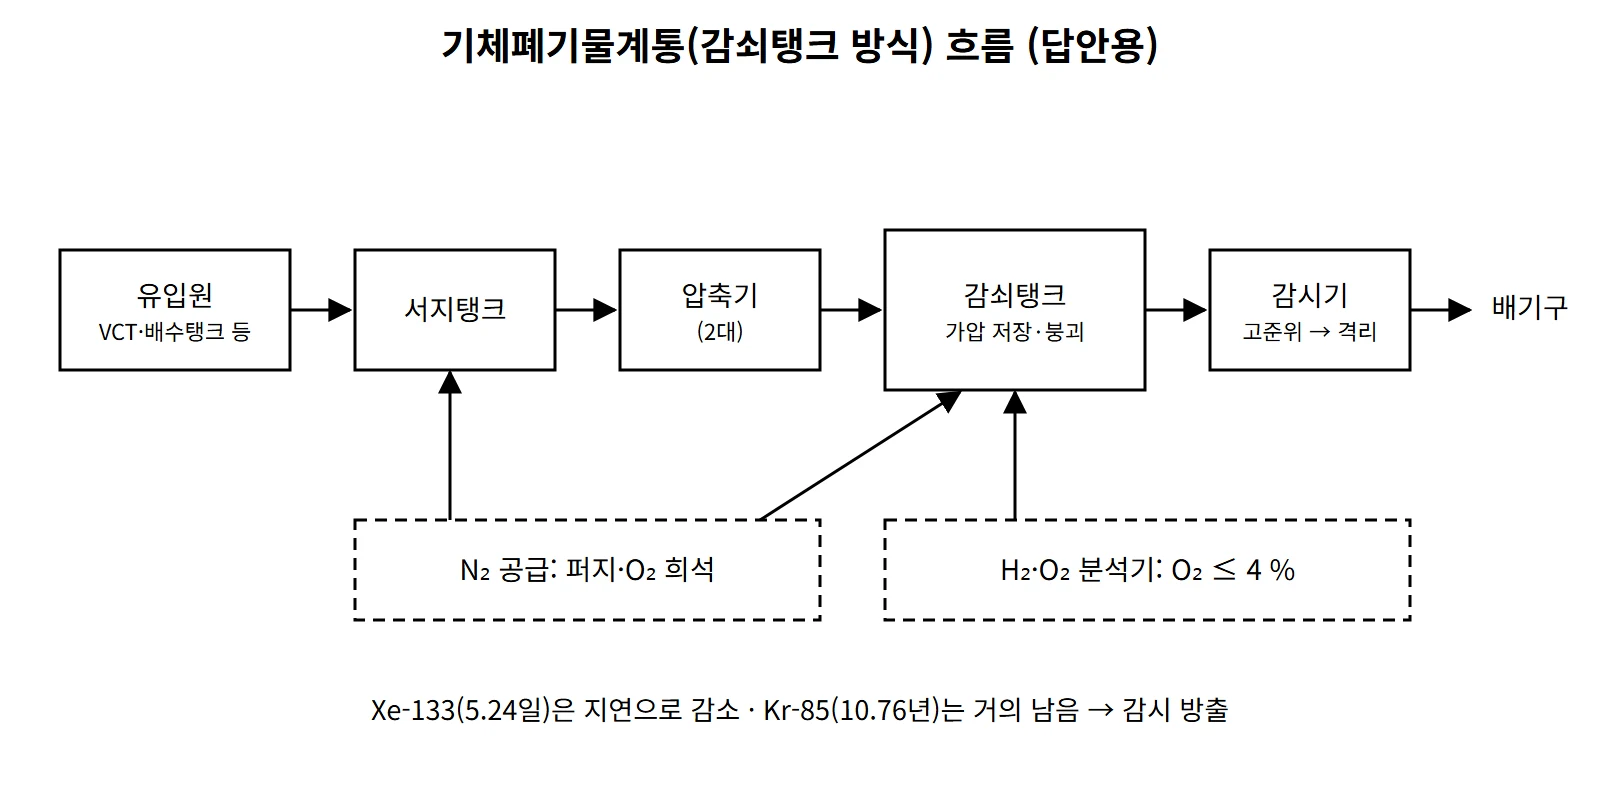 기체폐기물계통(감쇠탱크 방식) 흐름 (답안용)
유입원
VCT·배수탱크 등
서지탱크
압축기
(2대)
감쇠탱크
가압 저장·붕괴
감시기
고준위 → 격리
배기구
N₂ 공급: 퍼지·O₂ 희석
H₂·O₂ 분석기: O₂ ≤ 4 %
Xe-133(5.24일)은 지연으로 감소 · Kr-85(10.76년)는 거의 남음 → 감시 방출